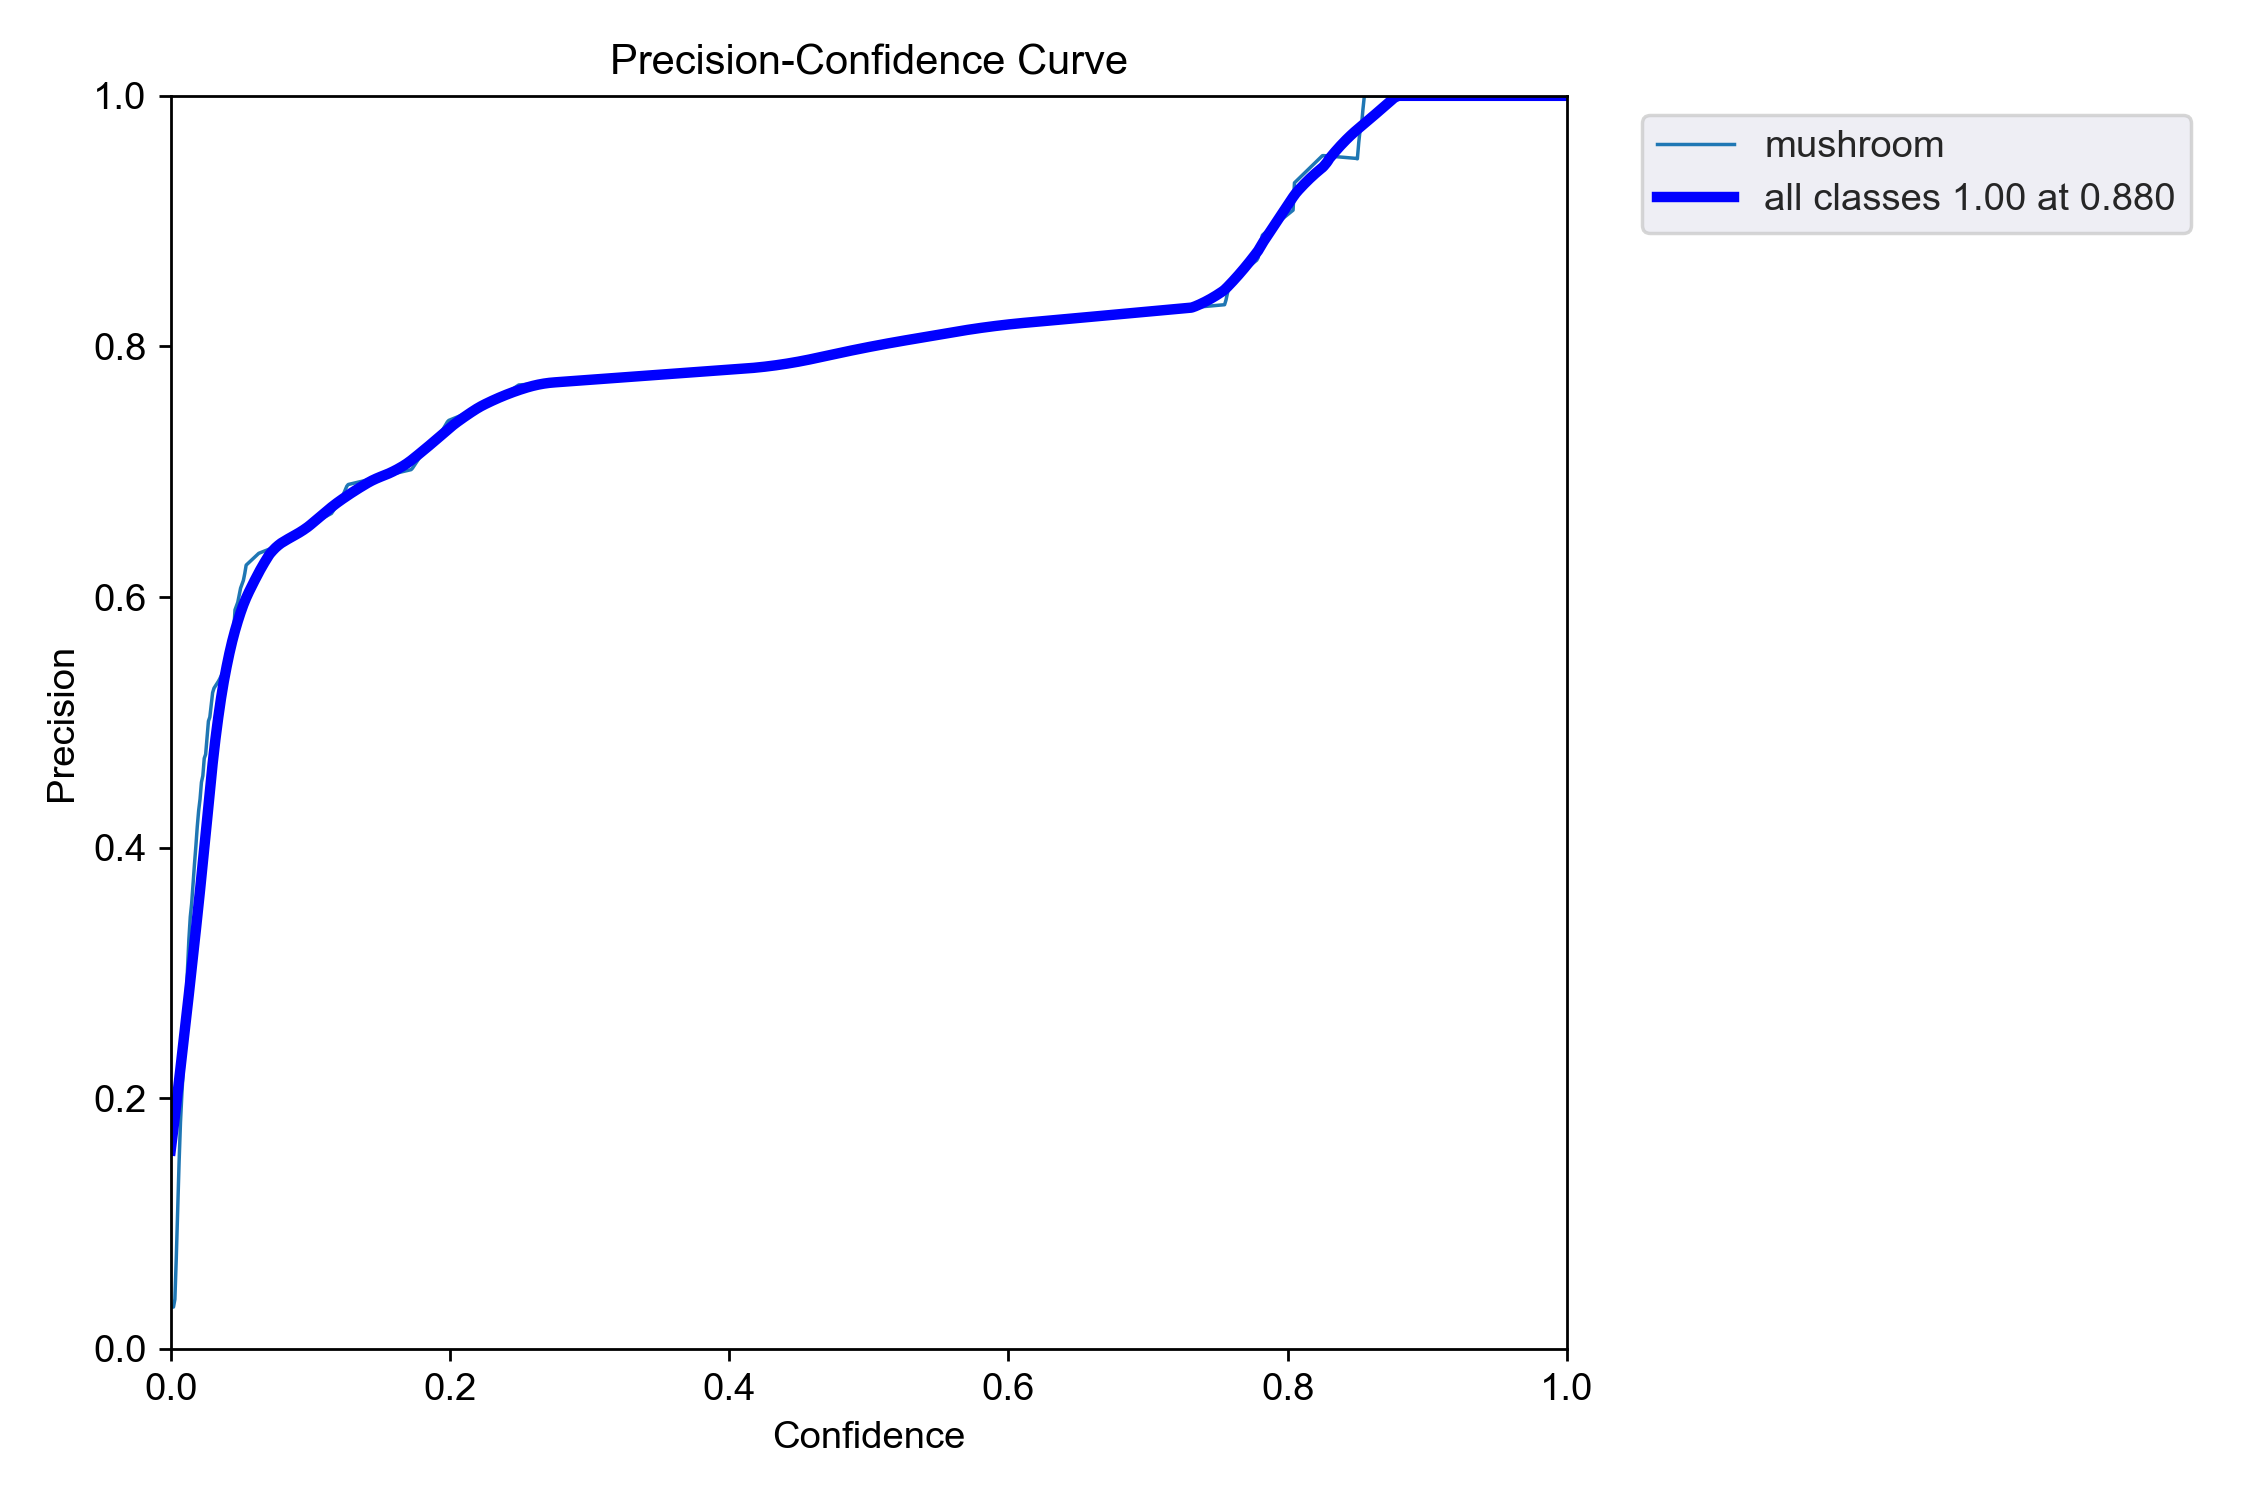 Precision-Confidence Curve
mushroom
all classes 1.00 at 0.880
Precision
1.0
0.8
0.6
0.4
0.2
0.0
0.0 0.2 0.4 0.6 0.8 1.0
Confidence